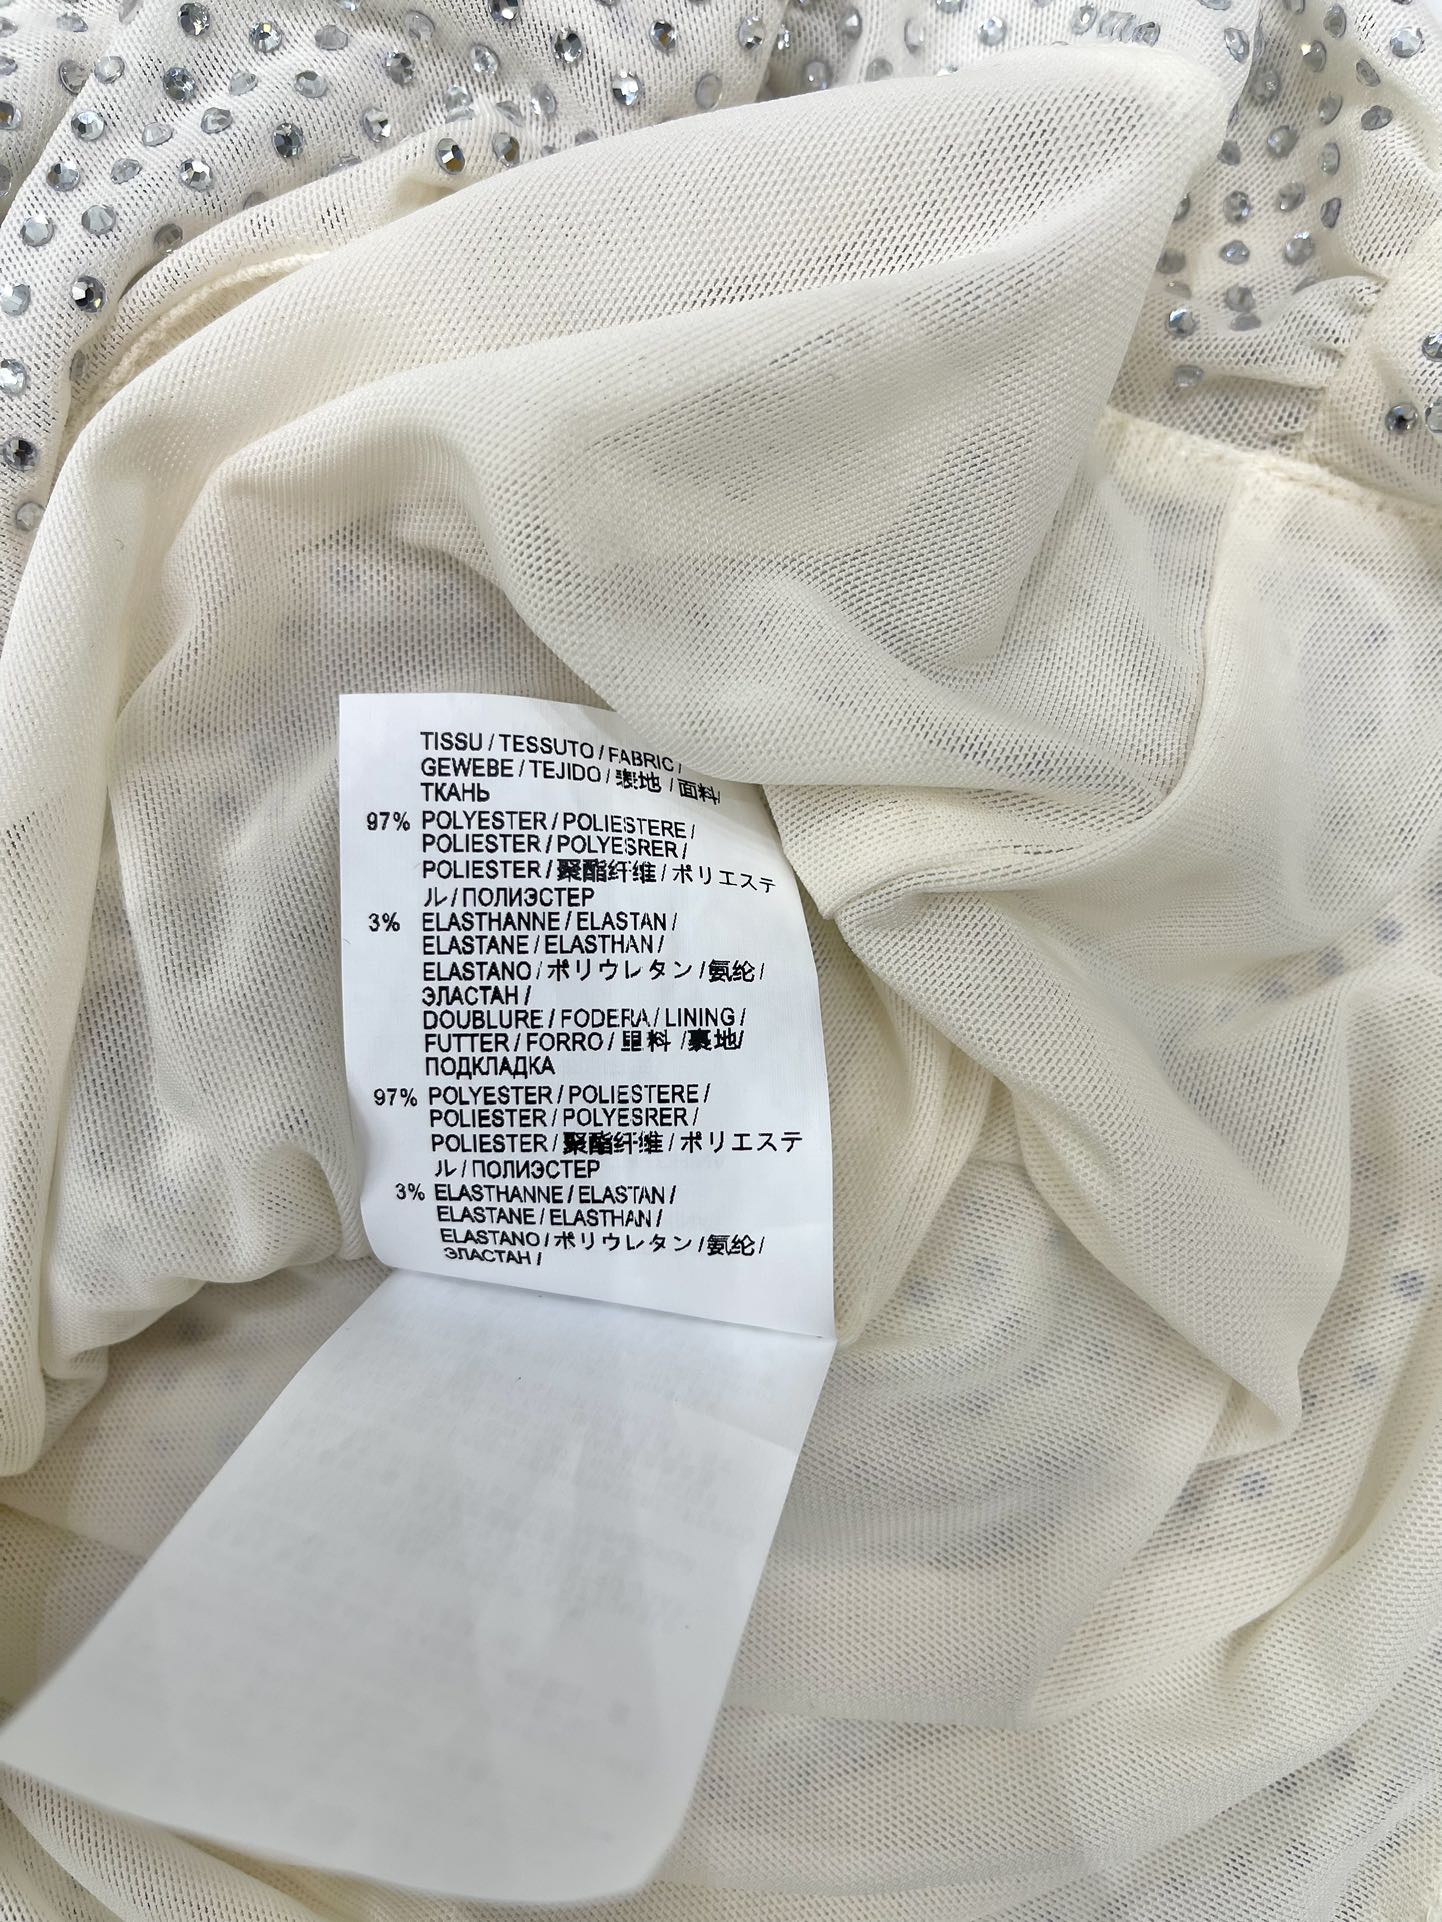 TISSU / TESSUTO / FABRIC /
GEWEBE / TEJIDO / 表地 / 面料/
ТКАНЬ
97% POLYESTER / POLIESTERE /
POLIESTER / POLYESRER /
POLIESTER / 聚酯纤维 / ポリエステ
ル / ПОЛИЭСТЕР
3% ELASTHANNE / ELASTAN /
ELASTANE / ELASTHAN /
ELASTANO / ポリウレタン / 氨纶 /
ЭЛАСТАН /
DOUBLURE / FODERA / LINING /
FUTTER / FORRO / 里料 / 裏地/
ПОДКЛАДКА
97% POLYESTER / POLIESTERE /
POLIESTER / POLYESRER /
POLIESTER / 聚酯纤维 / ポリエステ
ル / ПОЛИЭСТЕР
3% ELASTHANNE / ELASTAN /
ELASTANE / ELASTHAN /
ELASTANO / ポリウレタン / 氨纶 /
ЭЛАСТАН /